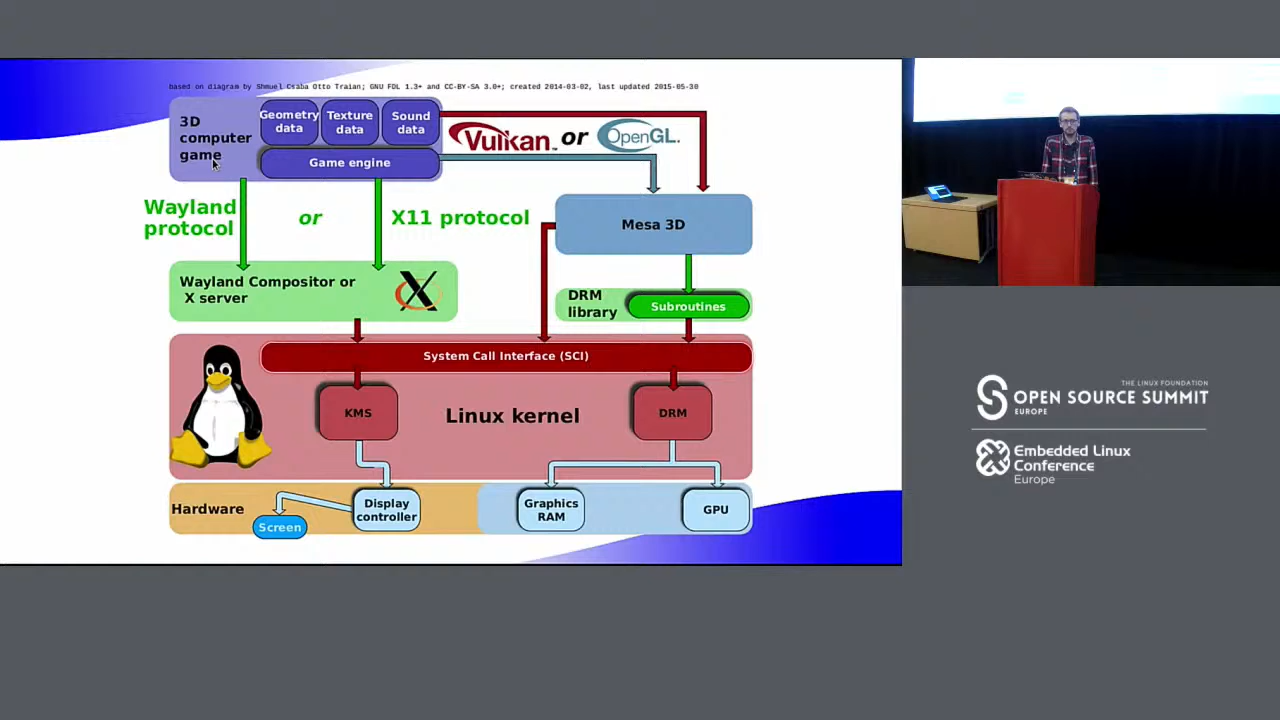 based on diagram by Shmuel Csaba Otto Traian; GNU FDL 1.3+ and CC-BY-SA 3.0+; created 2014-03-02, last updated 2015-05-30
3D
computer
game
Geometry
data
Texture
data
Sound
data
Game engine
Vulkan™ or OpenGL.
Wayland
protocol
or
X11 protocol
Mesa 3D
Wayland Compositor or
X server
X
DRM
library
Subroutines
System Call Interface (SCI)
KMS
Linux kernel
DRM
Hardware
Screen
Display
controller
Graphics
RAM
GPU
THE LINUX FOUNDATION
OPEN SOURCE SUMMIT
EUROPE
Embedded Linux
Conference
Europe